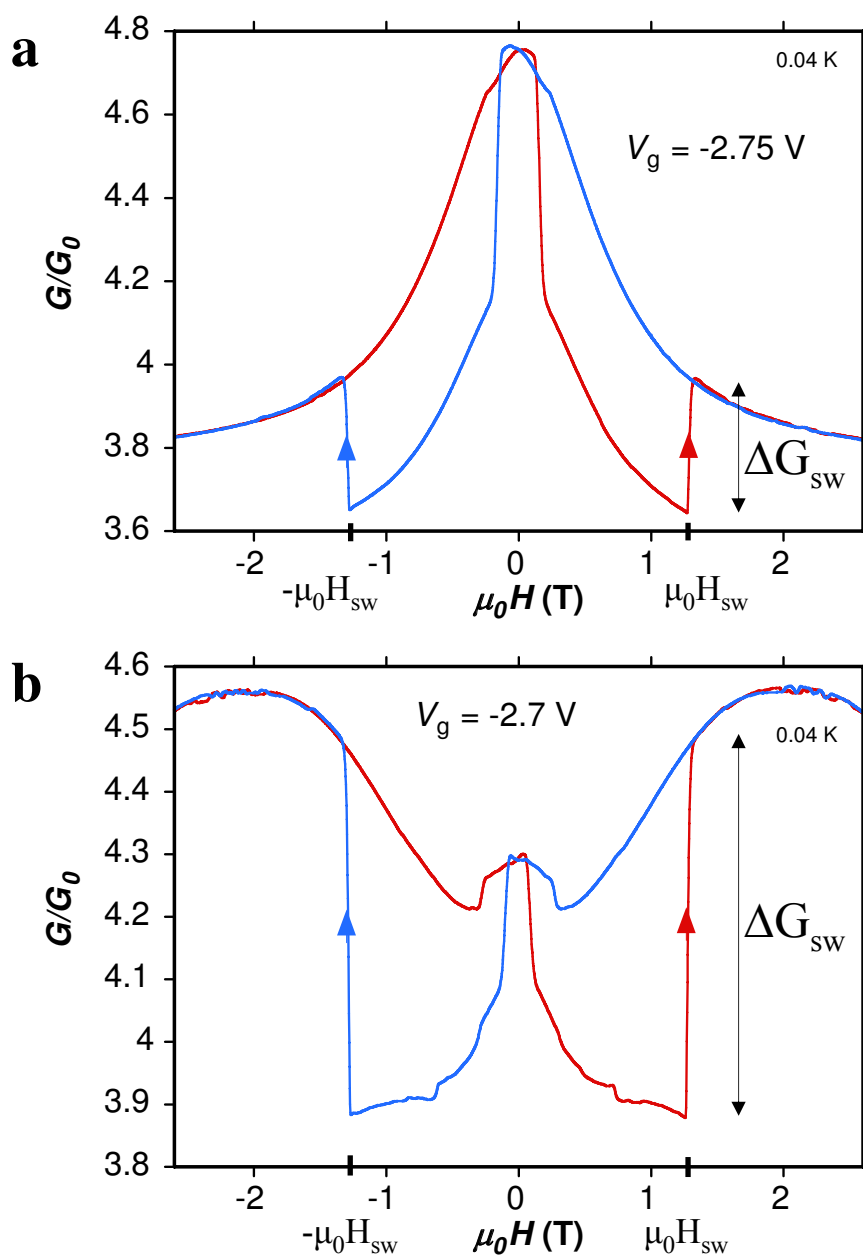 a
4.8
4.6
4.4
4.2
4
3.8
3.6
G/G0
0.04 K
Vg = -2.75 V
ΔGsw
-2 -1 0 1 2
-μ0Hsw μ0H (T) μ0Hsw
b
4.6
4.5
4.4
4.3
4.2
4.1
4
3.9
3.8
G/G0
Vg = -2.7 V
0.04 K
ΔGsw
-2 -1 0 1 2
-μ0Hsw μ0H (T) μ0Hsw